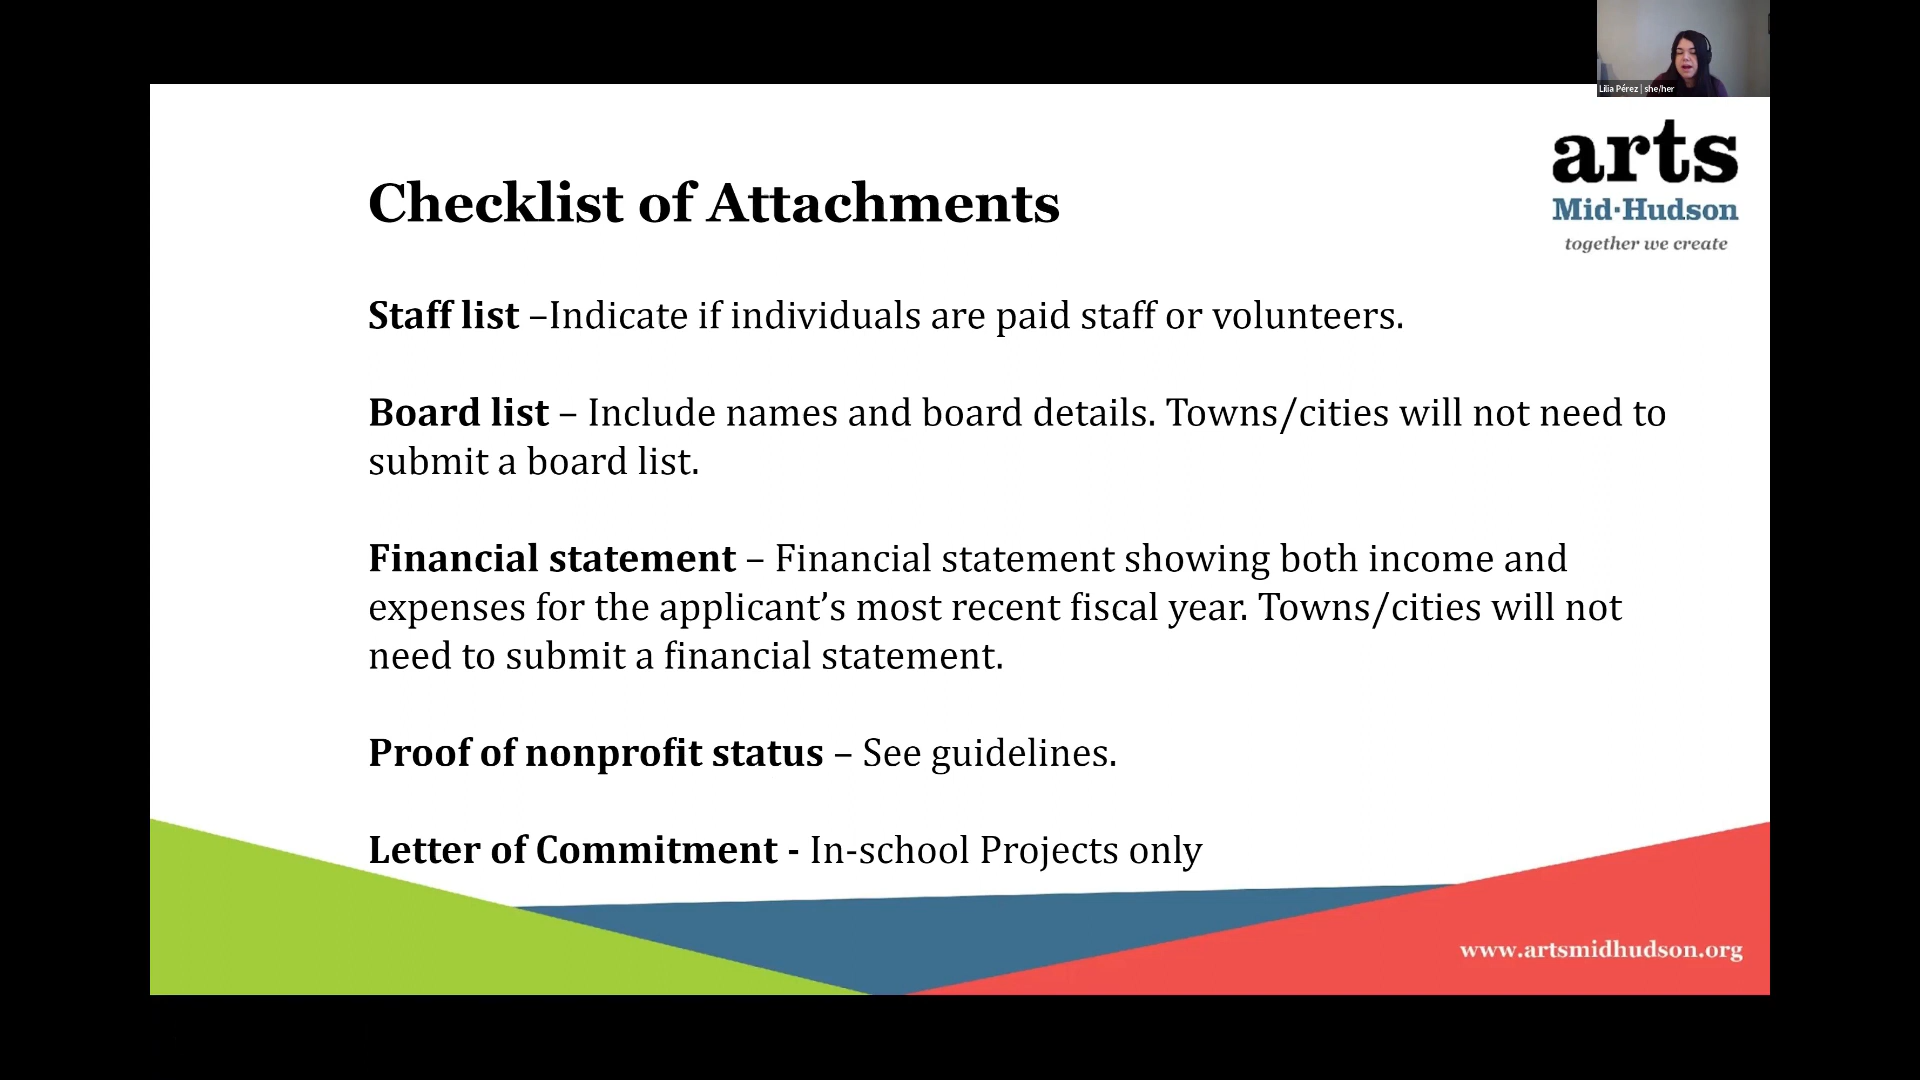 Lilia Pérez | she/her
arts
Mid·Hudson
together we create
Checklist of Attachments
Staff list –Indicate if individuals are paid staff or volunteers.
Board list – Include names and board details. Towns/cities will not need to
submit a board list.
Financial statement – Financial statement showing both income and
expenses for the applicant’s most recent fiscal year. Towns/cities will not
need to submit a financial statement.
Proof of nonprofit status – See guidelines.
Letter of Commitment - In-school Projects only
www.artsmidhudson.org